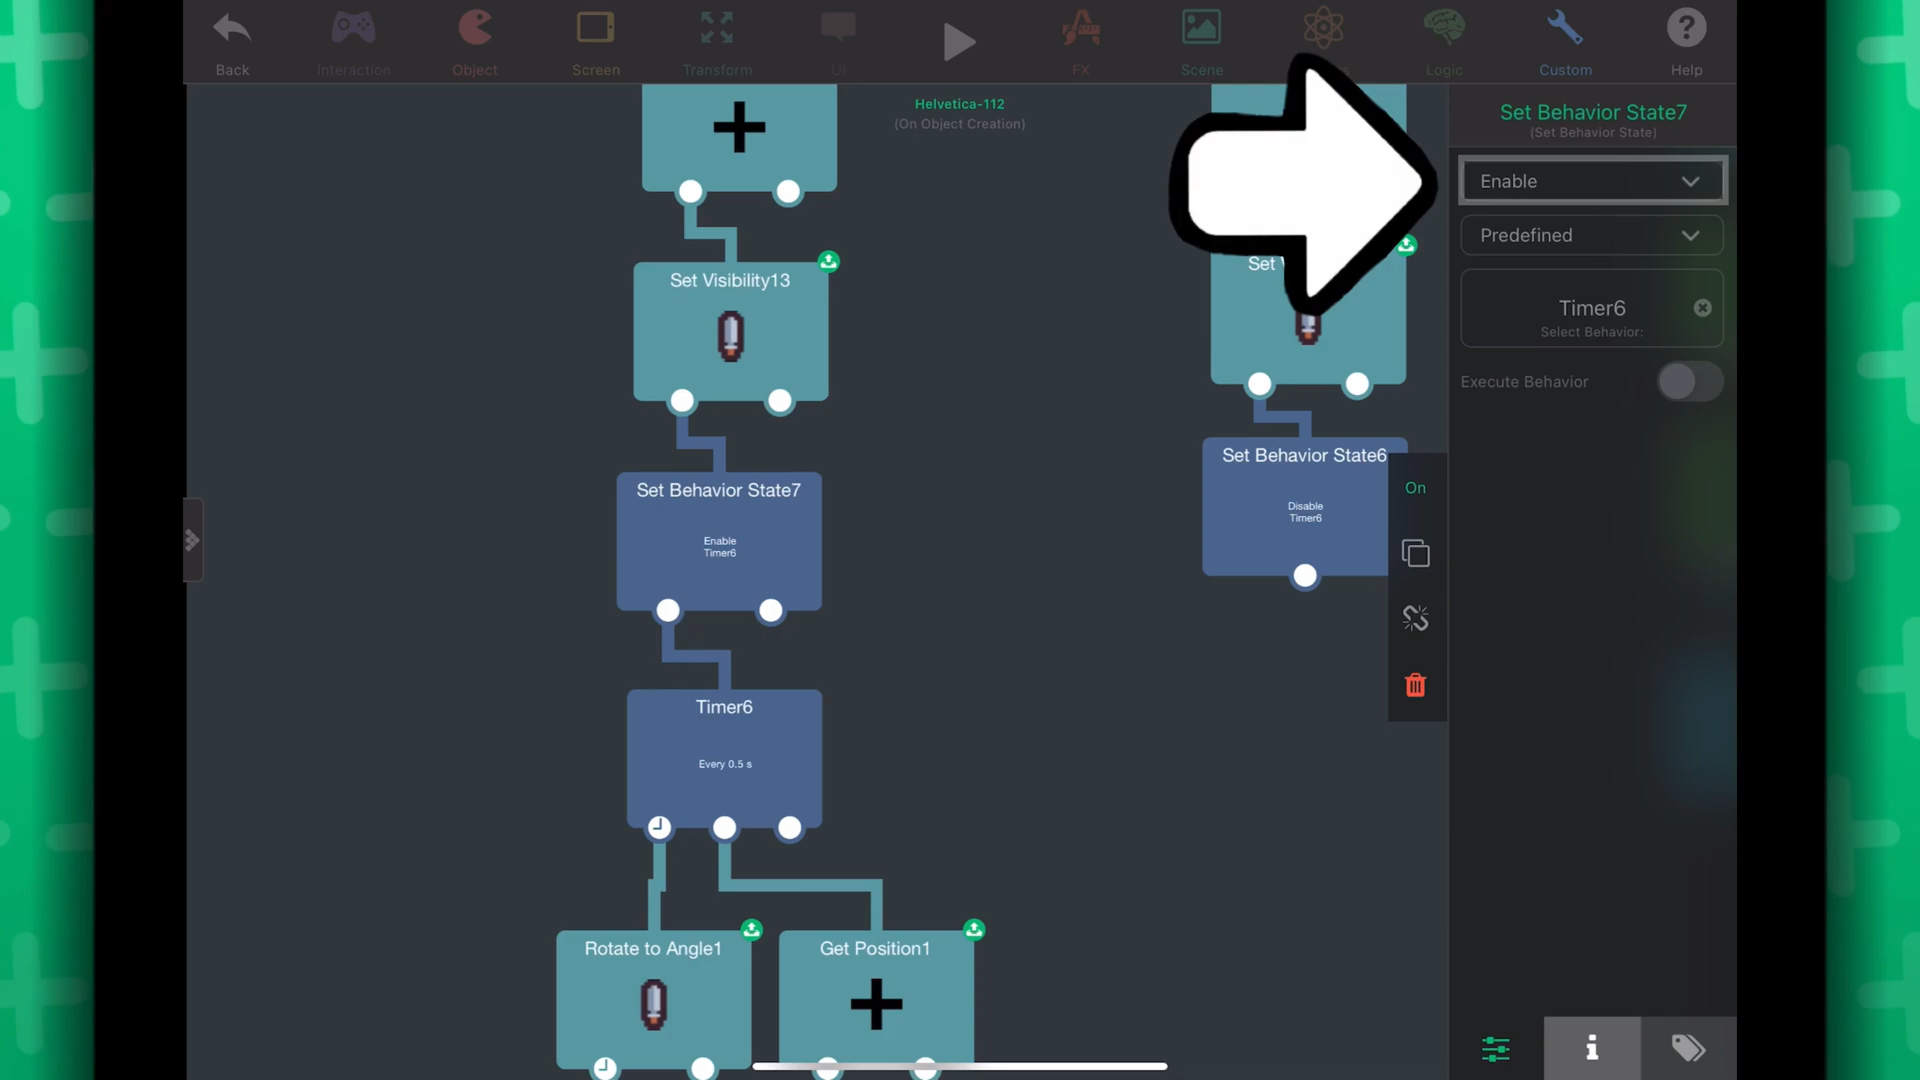 Back
Interaction
Object
Screen
Transform
UI
FX
Scene
Logic
Custom
Help
Helvetica-112
(On Object Creation)
Set Behavior State7
(Set Behavior State)
Enable
Predefined
Timer6
Select Behavior:
Execute Behavior
Set Visibility13
Set
Set Behavior State6
Disable
Timer6
On
Set Behavior State7
Enable
Timer6
Timer6
Every 0.5 s
Rotate to Angle1
Get Position1